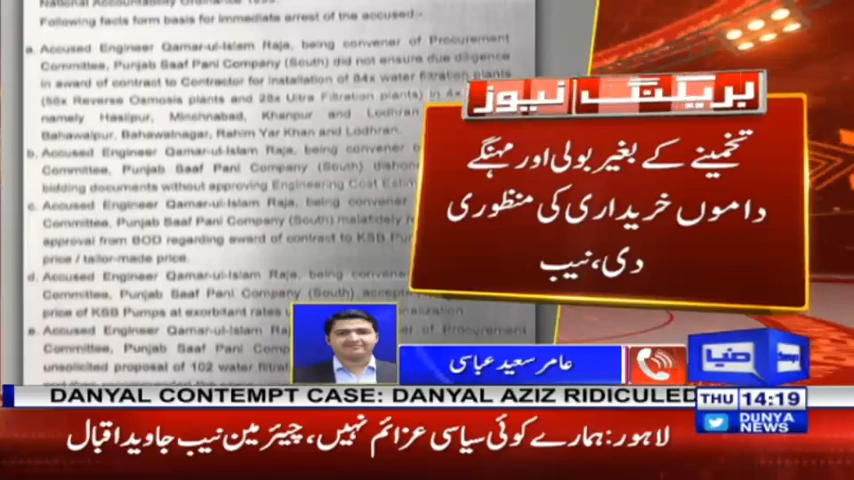 National Accountability Ordinance 1999
Following facts form basis for immediate arrest of the accused:-
a. Accused Engineer Qamar-ul-Islam Raja, being convener of Procurement
Committee, Punjab Saaf Pani Company (South) did not ensure due diligence
in award of contract to Contractor for installation of 84x water filtration plants
(56x Reverse Osmosis plants and 28x Ultra Filtration plants) in 4x
namely Hasilpur, Minchnabad, Khanpur and Lodhran
Bahawalpur, Bahawalnagar, Rahim Yar Khan and Lodhran.
b. Accused Engineer Qamar-ul-Islam Raja, being convener
Committee, Punjab Saaf Pani Company (South)
bidding documents without approving Engineering Cost
c. Accused Engineer Qamar-ul-Islam Raja, being convener
Committee, Punjab Saaf Pani Company (South) malafidely
approval from BOD regarding award of contract to KSB
price / tailor-made price.
d. Accused Engineer Qamar-ul-Islam Raja, being
Committee, Punjab Saaf Pani Company (South)
price of KSB Pumps at exorbitant rates
e. Accused Engineer Qamar-ul-Islam of Procurement
Committee, Punjab Saaf Pani
unsolicited proposal of 102 water
بریکنگ نیوز
تخمینے کے بغیر بولی اور مہنگے
داموں خریداری کی منظوری
دی، نیب
عامر سعید عباسی
دنیا
DANYAL CONTEMPT CASE: DANYAL AZIZ RIDICULED
THU 14:19
DUNYA
NEWS
لاہور: ہمارے کوئی سیاسی عزائم نہیں، چیئرمین نیب جاوید اقبال